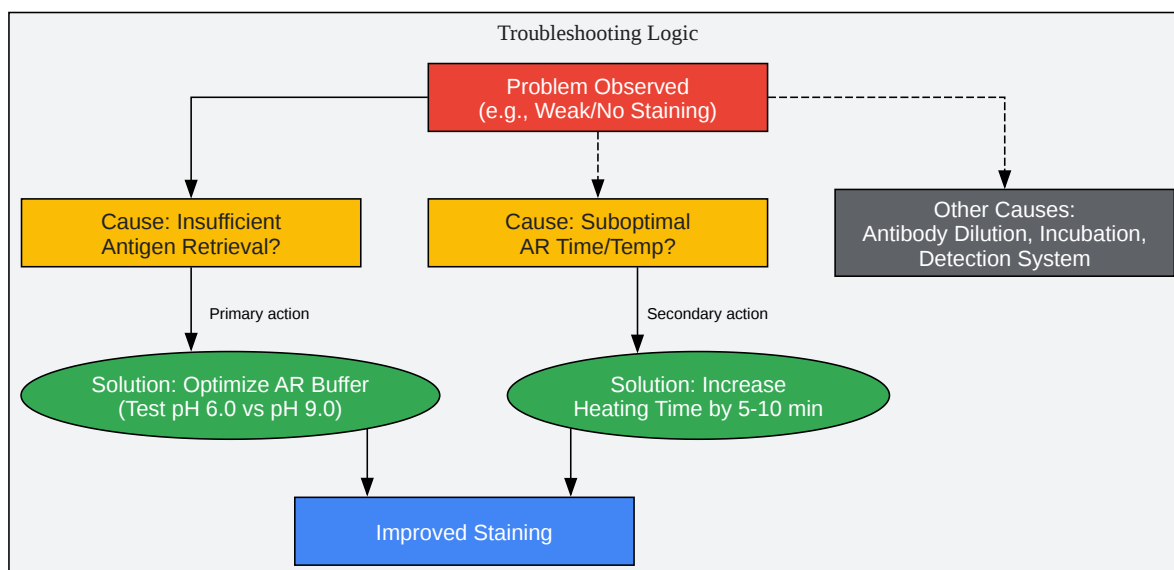 Troubleshooting Logic
Problem Observed
(e.g., Weak/No Staining)
Cause: Insufficient
Antigen Retrieval?
Cause: Suboptimal
AR Time/Temp?
Other Causes:
Antibody Dilution, Incubation,
Detection System
Primary action
Secondary action
Solution: Optimize AR Buffer
(Test pH 6.0 vs pH 9.0)
Solution: Increase
Heating Time by 5-10 min
Improved Staining